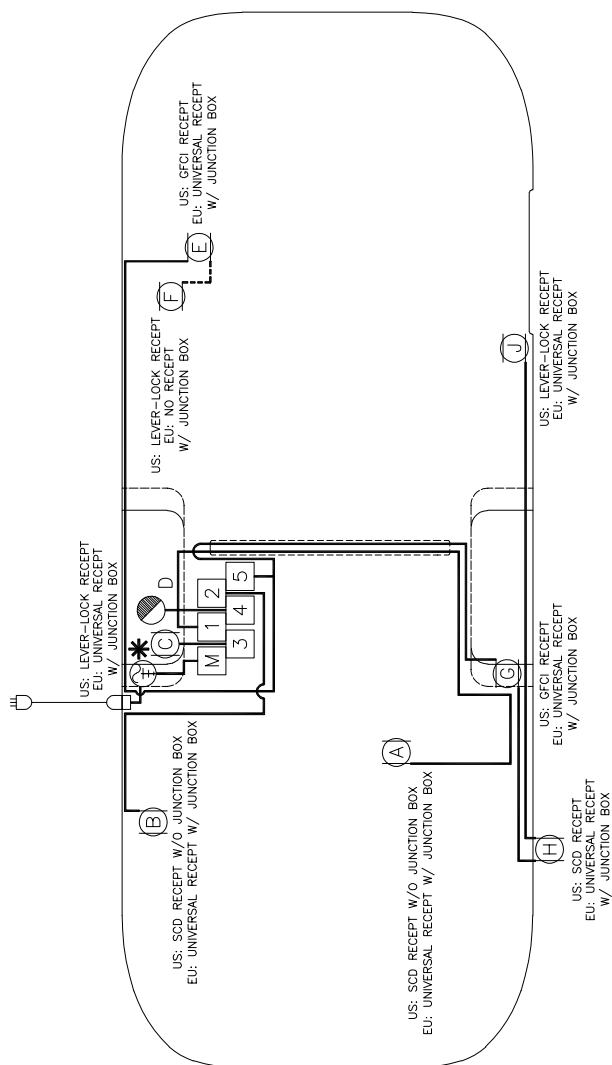 US: GFCI RECEPT
EU: UNIVERSAL RECEPT
W/ JUNCTION BOX
E
F
US: LEVER-LOCK RECEPT
EU: NO RECEPT
W/ JUNCTION BOX
US: LEVER-LOCK RECEPT
EU: UNIVERSAL RECEPT
W/ JUNCTION BOX
D
C
M
1
2
3
4
5
B
US: SCD RECEPT W/O JUNCTION BOX
EU: UNIVERSAL RECEPT W/ JUNCTION BOX
A
US: SCD RECEPT W/O JUNCTION BOX
EU: UNIVERSAL RECEPT W/ JUNCTION BOX
J
US: LEVER-LOCK RECEPT
EU: UNIVERSAL RECEPT
W/ JUNCTION BOX
G
US: GFCI RECEPT
EU: UNIVERSAL RECEPT
W/ JUNCTION BOX
H
US: SCD RECEPT
EU: UNIVERSAL RECEPT
W/ JUNCTION BOX